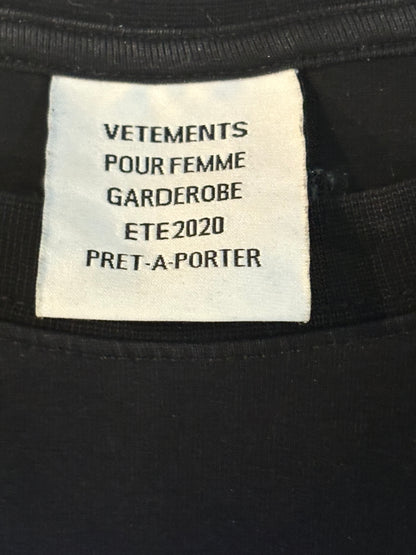 VETEMENTS
POUR FEMME
GARDEROBE
ETE2020
PRET-A-PORTER